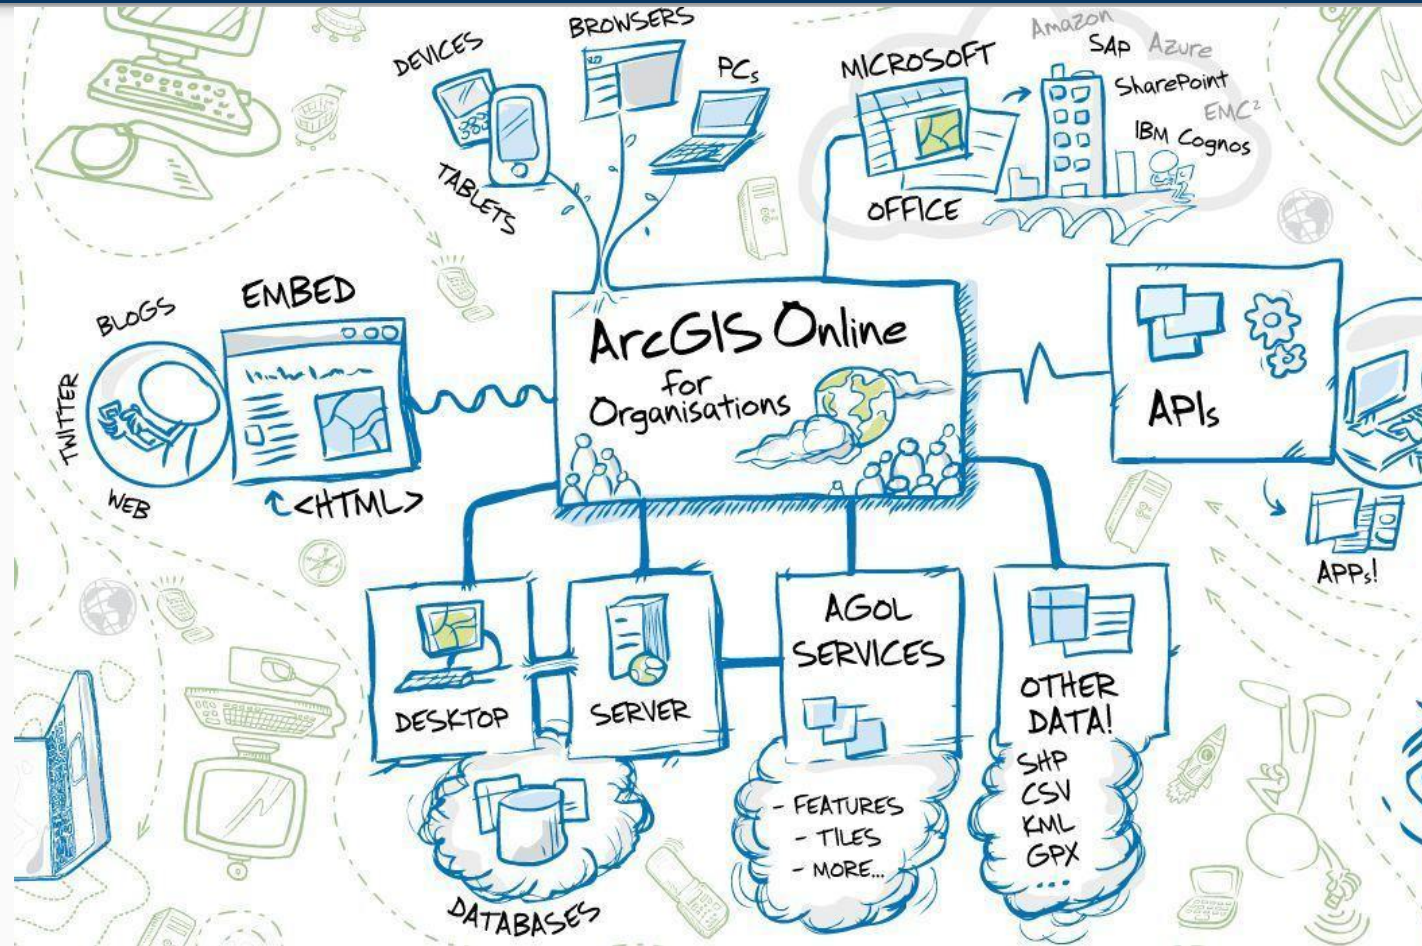 DEVICES
TABLETS
BROWSERS
PCs
MICROSOFT
OFFICE
Amazon
SAP Azure
SharePoint
EMC²
IBM Cognos
BLOGS
TWITTER
WEB
EMBED
<HTML>
ArcGIS Online
for
Organisations
APIs
APPs!
DESKTOP
SERVER
DATABASES
AGOL
SERVICES
- FEATURES
- TILES
- MORE...
OTHER
DATA!
SHP
CSV
KML
GPX
...